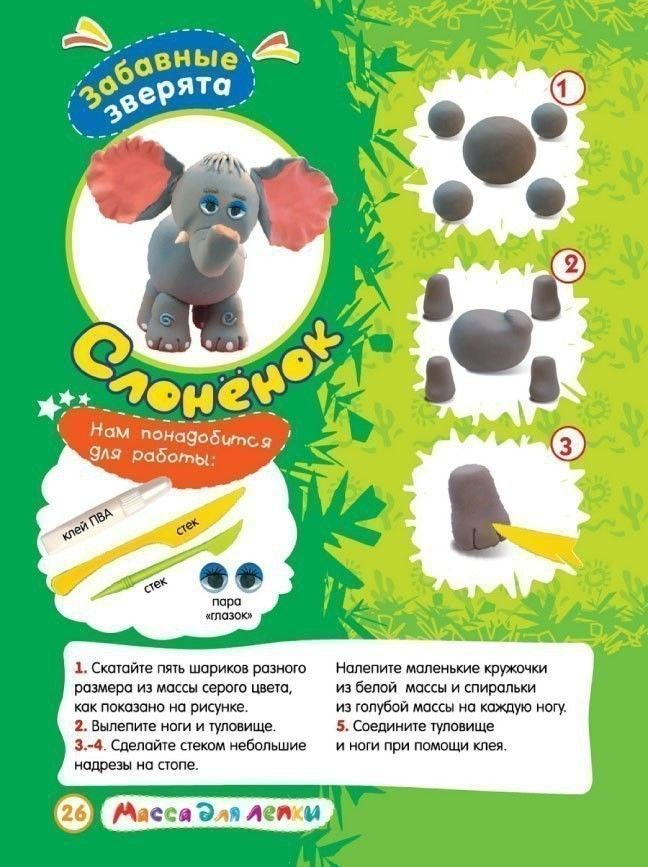 Забавные
зверята
Слонёнок
Нам понадобится
для работы:
клей ПВА
стек
стек
пара
«глазок»
1
2
3
1. Скатайте пять шариков разного
размера из массы серого цвета,
как показано на рисунке.
2. Вылепите ноги и туловище.
3.-4. Сделайте стеком небольшие
надрезы на стопе.
Налепите маленькие кружочки
из белой массы и спиральки
из голубой массы на каждую ногу.
5. Соедините туловище
и ноги при помощи клея.
26 Масса для лепки